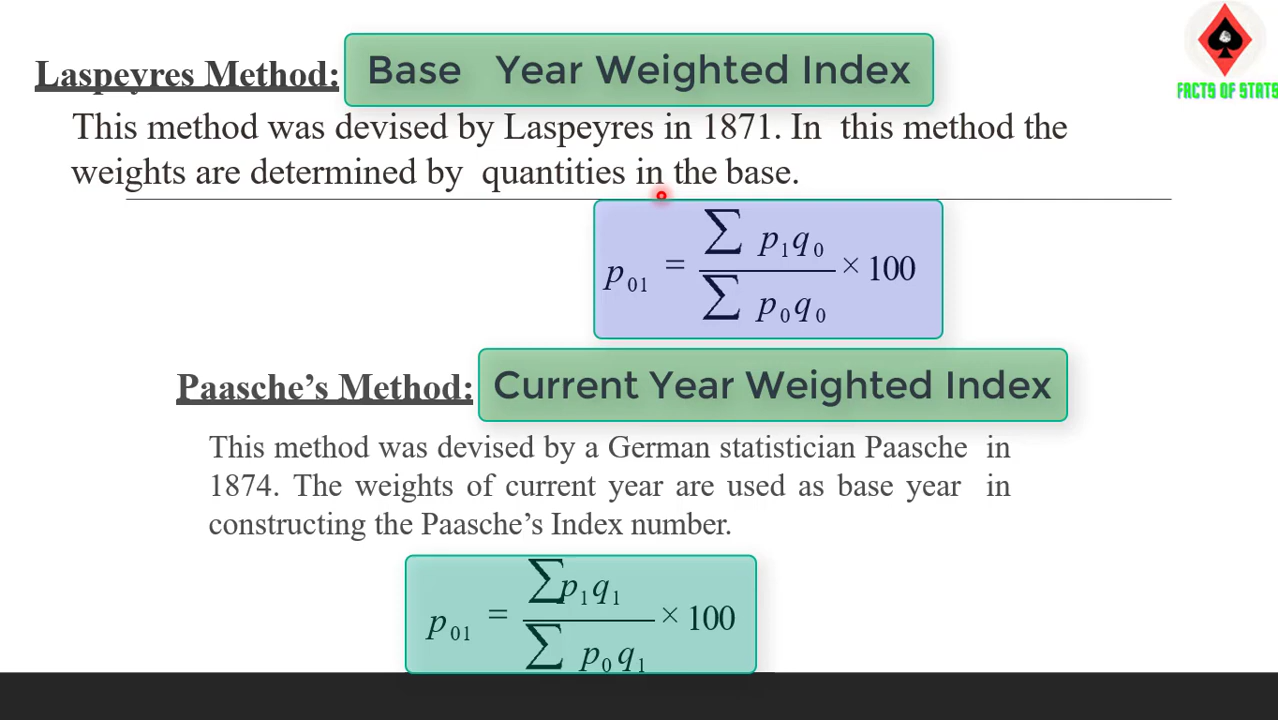 FACTS OF STATS
Laspeyres Method: Base Year Weighted Index
This method was devised by Laspeyres in 1871. In this method the
weights are determined by quantities in the base.
p₀₁ = ∑ p₁q₀ / ∑ p₀q₀ × 100
Paasche’s Method: Current Year Weighted Index
This method was devised by a German statistician Paasche in
1874. The weights of current year are used as base year in
constructing the Paasche’s Index number.
p₀₁ = ∑p₁q₁ / ∑ p₀q₁ × 100